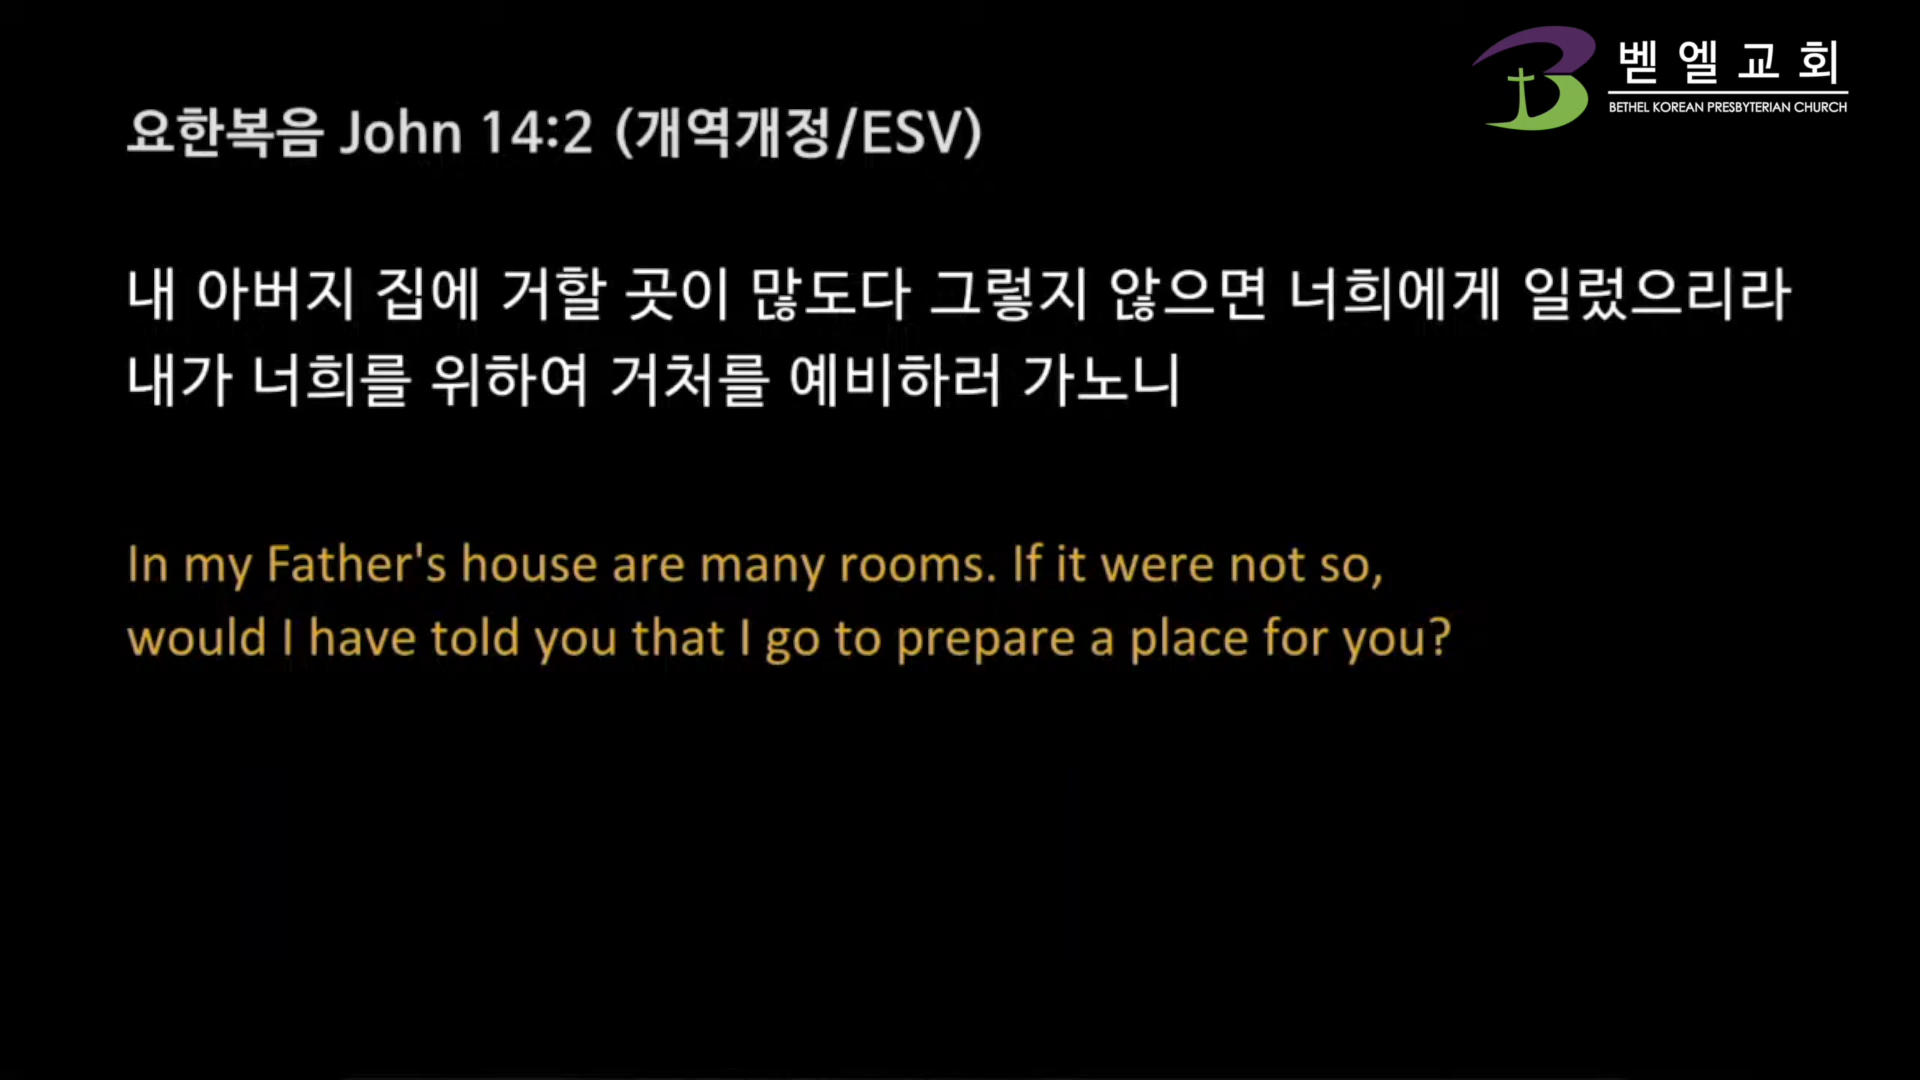 벧엘교회
BETHEL KOREAN PRESBYTERIAN CHURCH
요한복음 John 14:2 (개역개정/ESV)
내 아버지 집에 거할 곳이 많도다 그렇지 않으면 너희에게 일렀으리라
내가 너희를 위하여 거처를 예비하러 가노니
In my Father's house are many rooms. If it were not so,
would I have told you that I go to prepare a place for you?